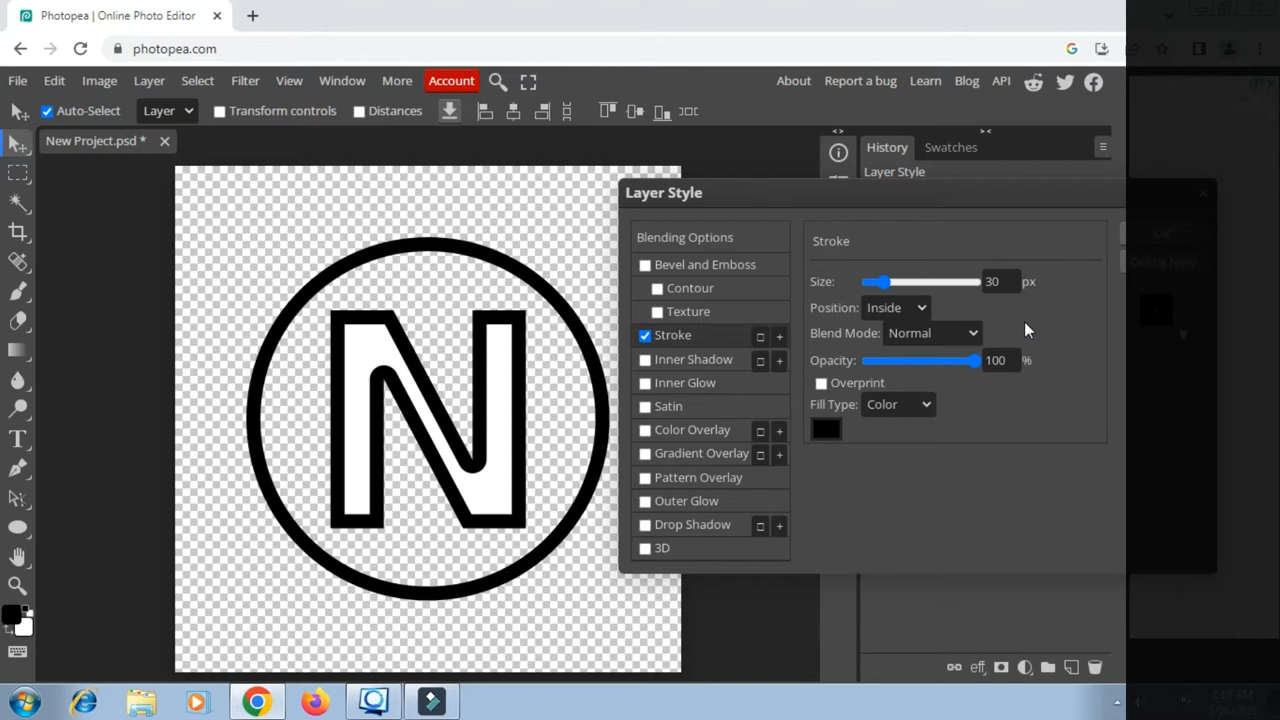 Photopea | Online Photo Editor
photopea.com
File Edit Image Layer Select Filter View Window More Account About Report a bug Learn Blog API
Auto-Select Layer Transform controls Distances
New Project.psd *
History Swatches
Layer Style
Layer Style
Blending Options
Stroke
Bevel and Emboss
Size: 30 px
Contour
Position: Inside
Texture
Blend Mode: Normal
Stroke
Inner Shadow
Opacity: 100 %
Inner Glow
Overprint
Satin
Fill Type: Color
Color Overlay
Gradient Overlay
Pattern Overlay
Outer Glow
Drop Shadow
3D
OK
Define New
N
eff